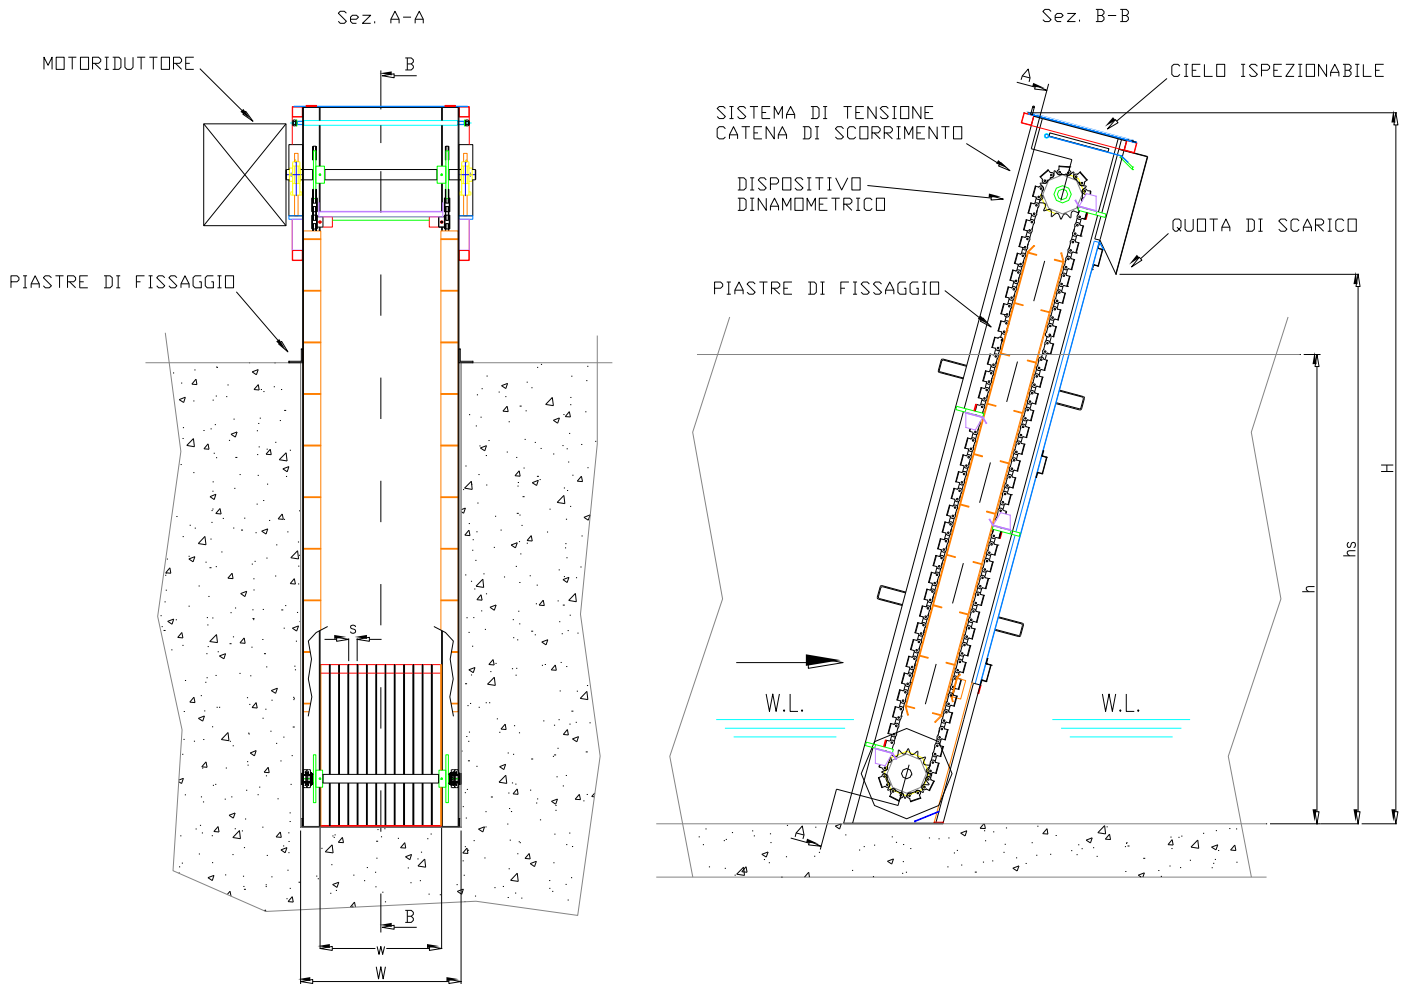 Sez. A-A
MOTORIDUTTORE
B
PIASTRE DI FISSAGGIO
S
B
w
W
Sez. B-B
A
CIELO ISPEZIONABILE
SISTEMA DI TENSIONE
CATENA DI SCORRIMENTO
DISPOSITIVO
DINAMOMETRICO
QUOTA DI SCARICO
PIASTRE DI FISSAGGIO
H
hs
h
W.L.
W.L.
A